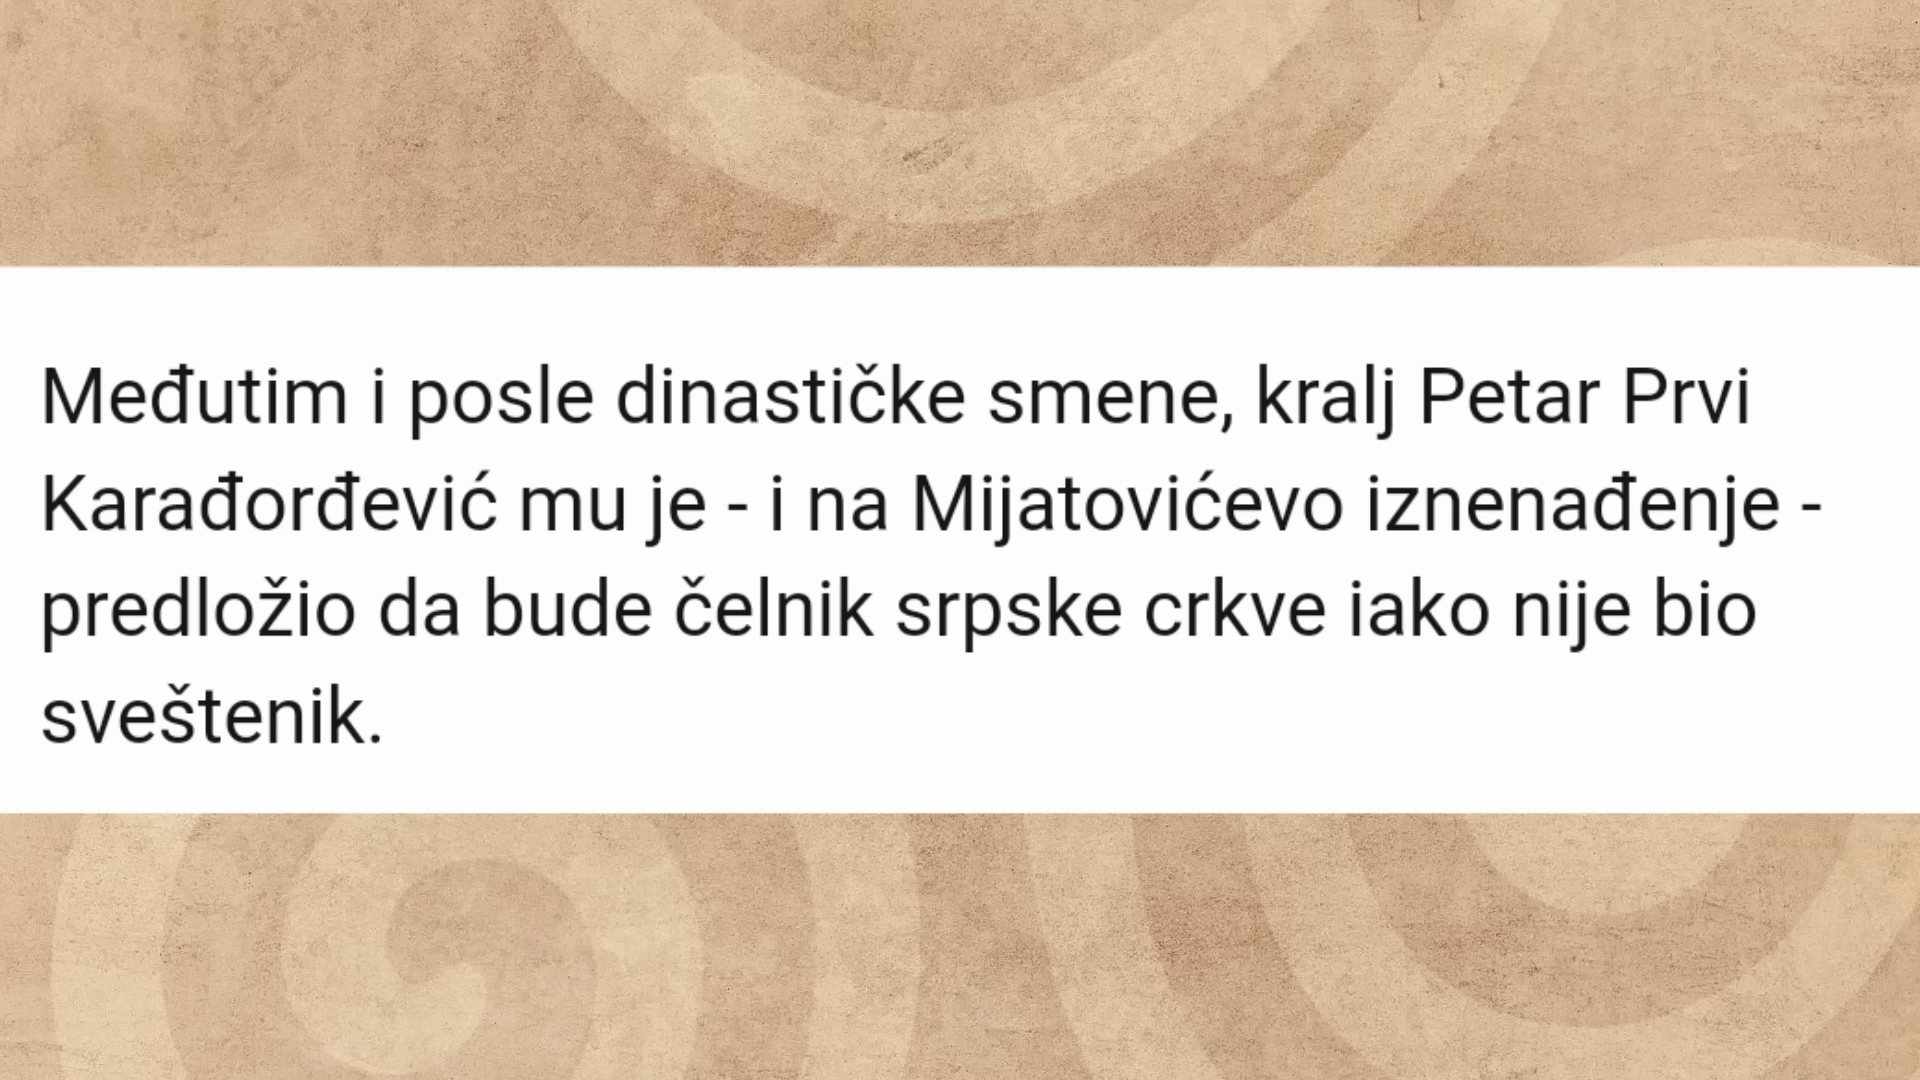 Međutim i posle dinastičke smene, kralj Petar Prvi
Karađorđević mu je - i na Mijatovićevo iznenađenje -
predložio da bude čelnik srpske crkve iako nije bio
sveštenik.